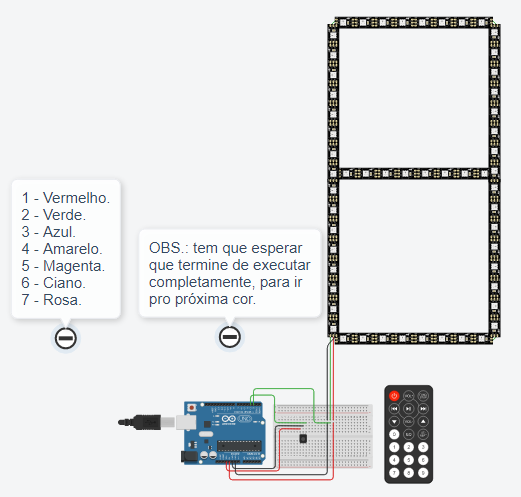 1 - Vermelho.
2 - Verde.
3 - Azul.
4 - Amarelo.
5 - Magenta.
6 - Ciano.
7 - Rosa.
OBS.: tem que esperar
que termine de executar
completamente, para ir
pro próxima cor.